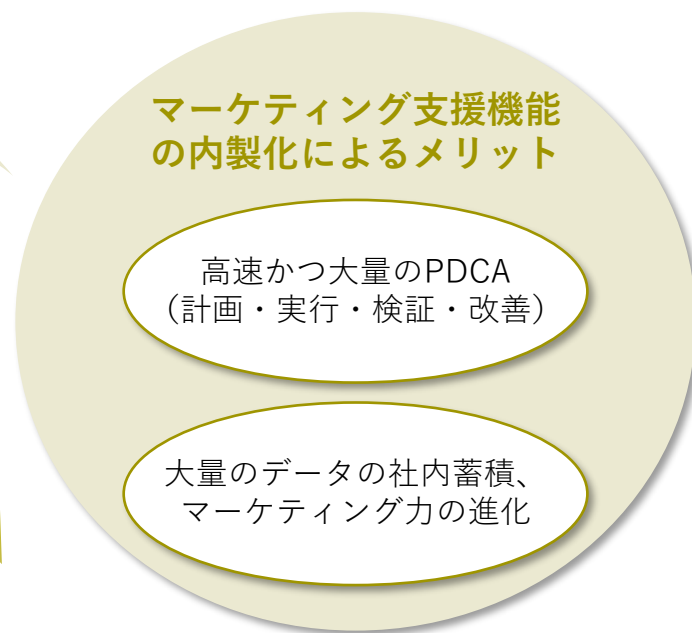 マーケティング支援機能
の内製化によるメリット
高速かつ大量のPDCA
（計画・実行・検証・改善）
大量のデータの社内蓄積、
マーケティング力の進化